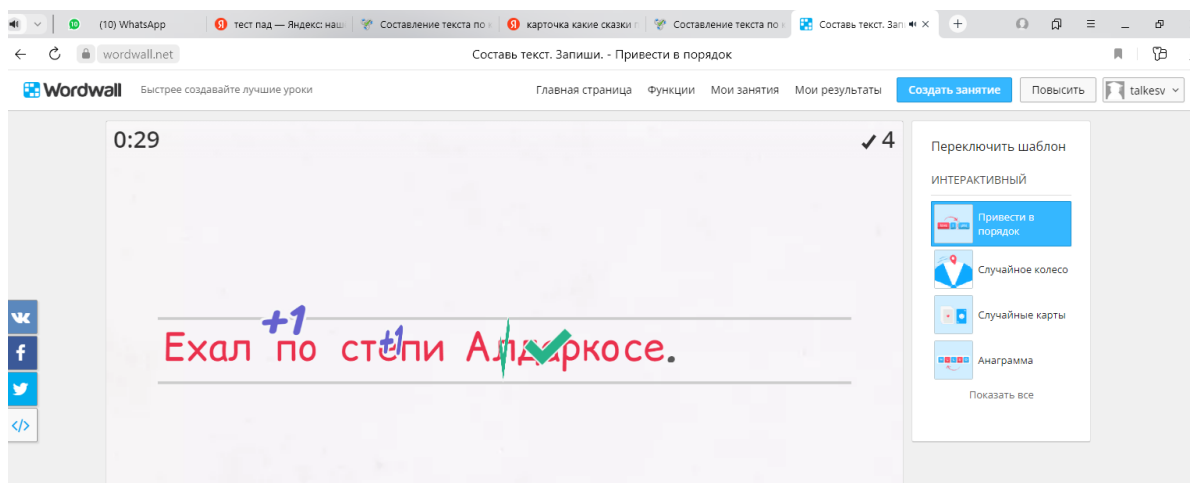 (10) WhatsApp
тест пад — Яндекс: наш
Составление текста по
карточка какие сказки
Составление текста по
Составь текст. Зап
wordwall.net
Составь текст. Запиши. - Привести в порядок
Wordwall
Быстрее создавайте лучшие уроки
Главная страница Функции Мои занятия Мои результаты
Создать занятие
Повысить
talkesv
0:29
4
+1
+1
Ехал по степи Алдаркосе.
Переключить шаблон
ИНТЕРАКТИВНЫЙ
Привести в
порядок
Случайное колесо
Случайные карты
Анаграмма
Показать все